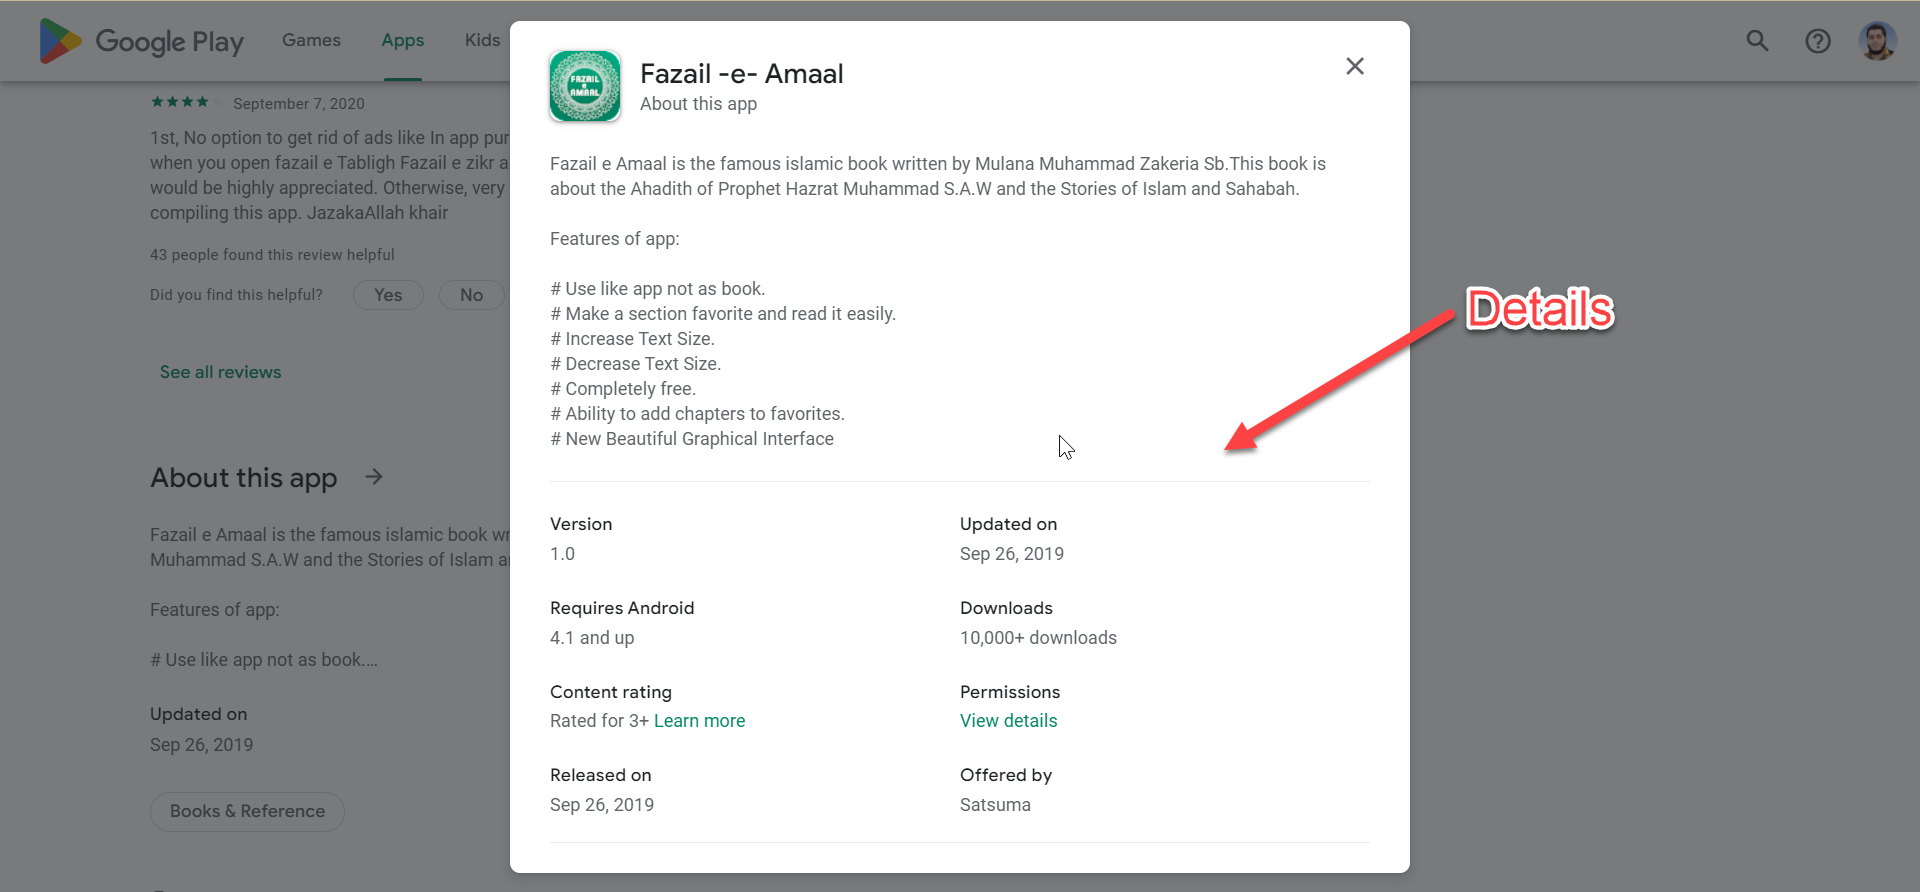 Google Play Games Apps Kids
September 7, 2020
1st, No option to get rid of ads like In app pur
when you open fazail e Tabligh Fazail e zikr a
would be highly appreciated. Otherwise, very
compiling this app. JazakaAllah khair
43 people found this review helpful
Did you find this helpful? Yes No
See all reviews
About this app
Fazail e Amaal is the famous islamic book wr
Muhammad S.A.W and the Stories of Islam a
Features of app:
# Use like app not as book....
Updated on
Sep 26, 2019
Books & Reference
FAZAIL
e
AMAAL
Fazail -e- Amaal
About this app
Fazail e Amaal is the famous islamic book written by Mulana Muhammad Zakeria Sb.This book is
about the Ahadith of Prophet Hazrat Muhammad S.A.W and the Stories of Islam and Sahabah.
Features of app:
# Use like app not as book.
# Make a section favorite and read it easily.
# Increase Text Size.
# Decrease Text Size.
# Completely free.
# Ability to add chapters to favorites.
# New Beautiful Graphical Interface
Version
1.0
Updated on
Sep 26, 2019
Requires Android
4.1 and up
Downloads
10,000+ downloads
Content rating
Rated for 3+ Learn more
Permissions
View details
Released on
Sep 26, 2019
Offered by
Satsuma
Details